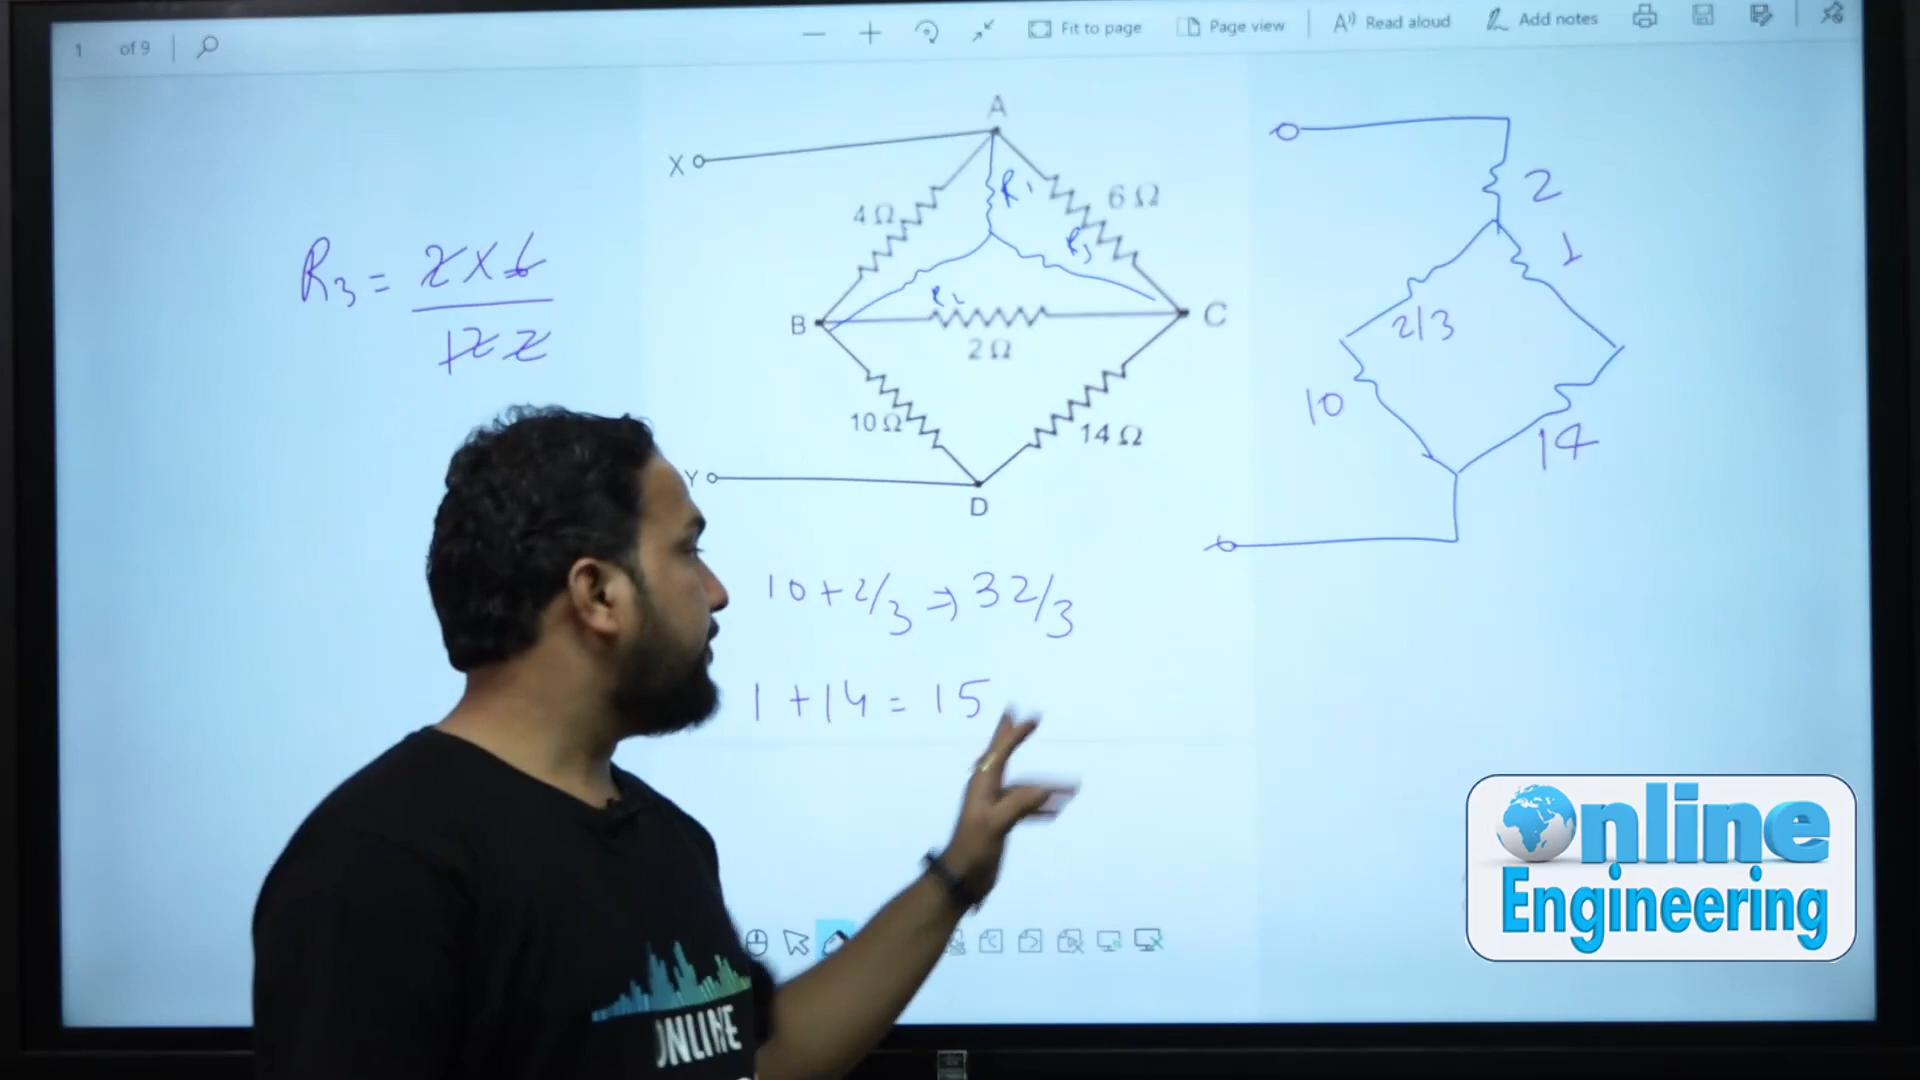 1 of 9
Fit to page
Page view
Read aloud
Add notes
A
X
4 Ω
R1
6 Ω
R3
B
R2
C
2 Ω
10 Ω
14 Ω
Y
D
R3 = 2×6
12
2
2
1
2/3
10
14
10 + 2/3 ⇒ 32/3
1 + 14 = 15
Online
Engineering
ONLINE